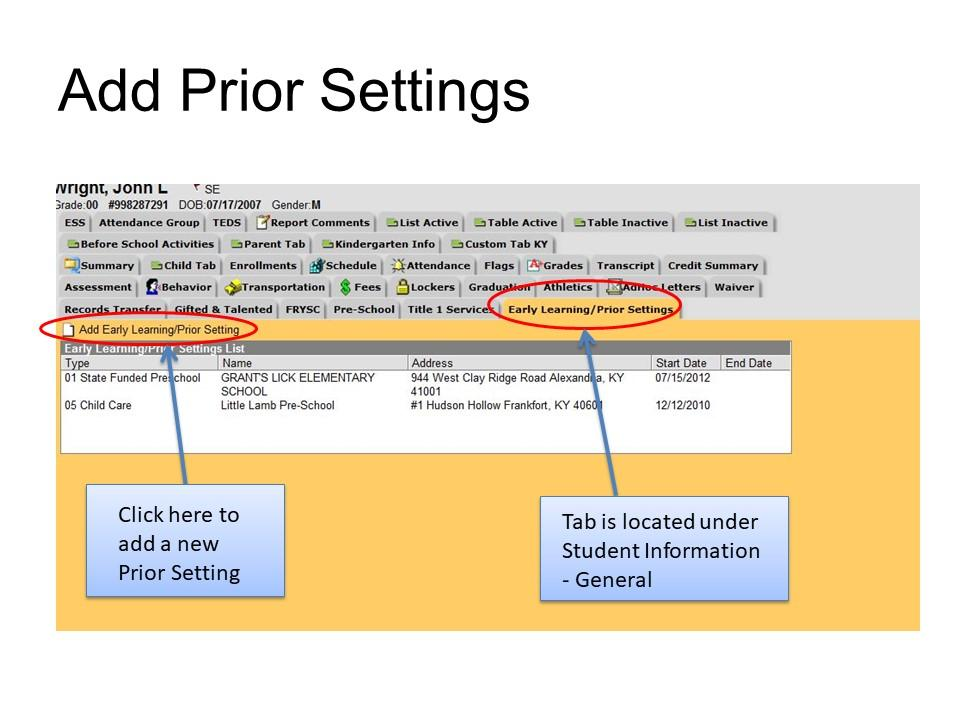 Add Prior Settings
Wright, John L SE
Grade:00 #998287291 DOB:07/17/2007 Gender:M
ESS Attendance Group TEDS Report Comments List Active Table Active Table Inactive List Inactive
Before School Activities Parent Tab Kindergarten Info Custom Tab KY
Summary Child Tab Enrollments Schedule Attendance Flags Grades Transcript Credit Summary
Assessment Behavior Transportation Fees Lockers Graduation Athletics AdHoc Letters Waiver
Records Transfer Gifted & Talented FRYSC Pre-School Title 1 Services Early Learning/Prior Settings
Add Early Learning/Prior Setting
Early Learning/Prior Settings List
Type Name Address Start Date End Date
01 State Funded Preschool GRANT'S LICK ELEMENTARY 944 West Clay Ridge Road Alexandria, KY 07/15/2012
SCHOOL 41001
05 Child Care Little Lamb Pre-School #1 Hudson Hollow Frankfort, KY 40601 12/12/2010
Click here to
add a new
Prior Setting
Tab is located under
Student Information
- General